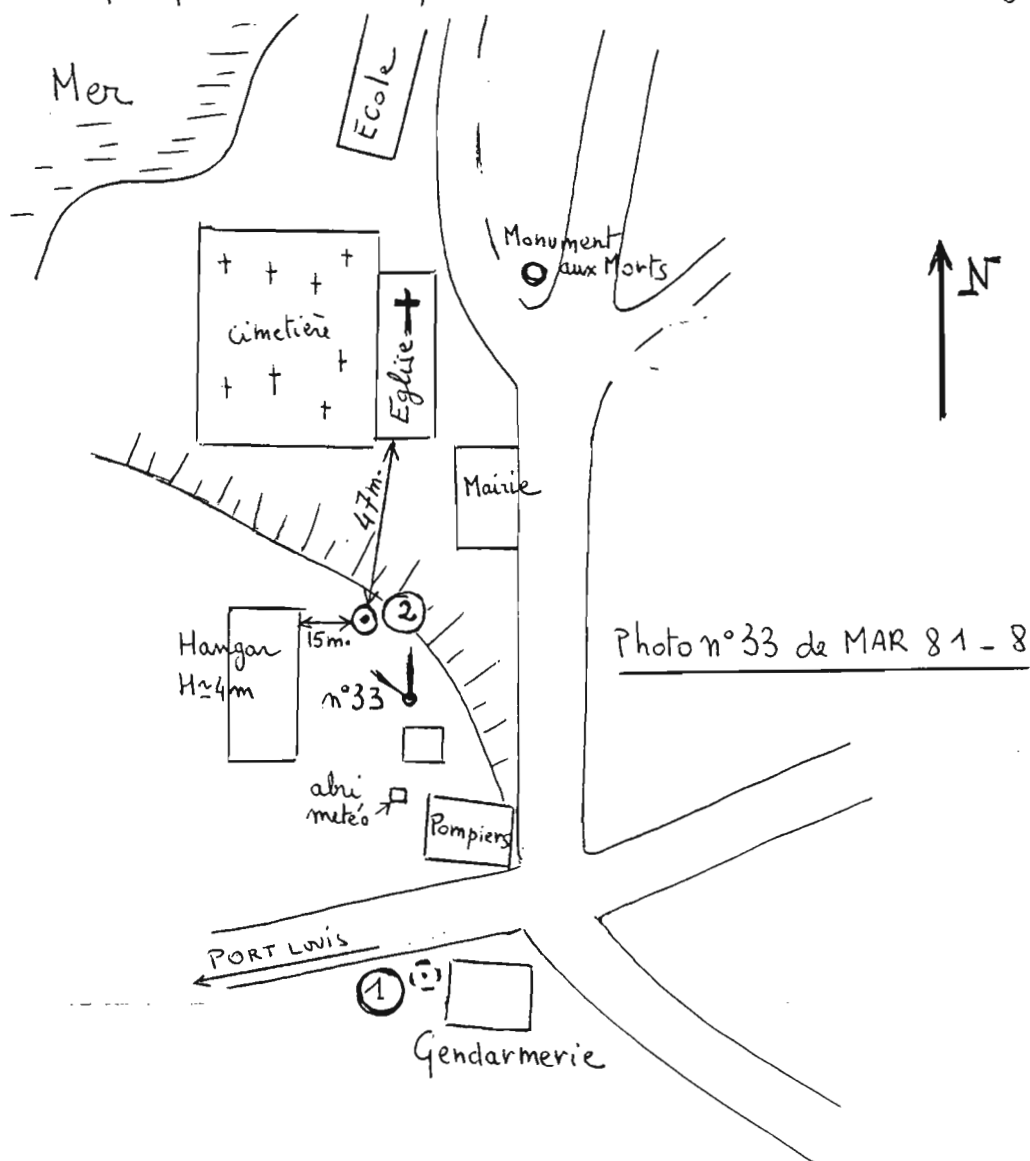 Mer
Ecole
Monument
aux Morts
N
cimetière
Eglise
47m.
Mairie
2
15m.
Hangar
H≃4m
n°33
Photo n°33 de MAR 81-8
abri
météo
Pompiers
PORT LOUIS
1
Gendarmerie